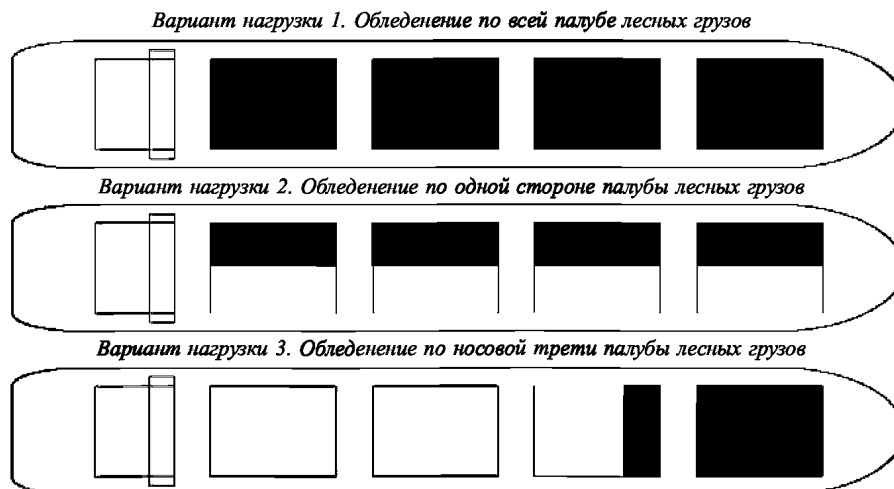 Вариант нагрузки 1. Обледенение по всей палубе лесных грузов
Вариант нагрузки 2. Обледенение по одной стороне палубы лесных грузов
Вариант нагрузки 3. Обледенение по носовой трети палубы лесных грузов